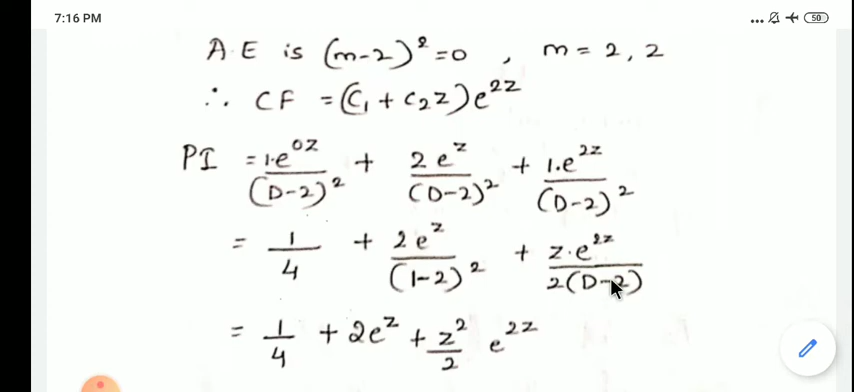 7:16 PM ... 50
A.E is (m-2)² = 0 , m = 2, 2
∴ CF = (C₁ + C₂z) e^{2z}
PI = 1·e^{0z}/(D-2)² + 2e^z/(D-2)² + 1.e^{2z}/(D-2)²
= 1/4 + 2e^z/(1-2)² + z·e^{2z}/2(D-2)
= 1/4 + 2e^z + z²/2 e^{2z}